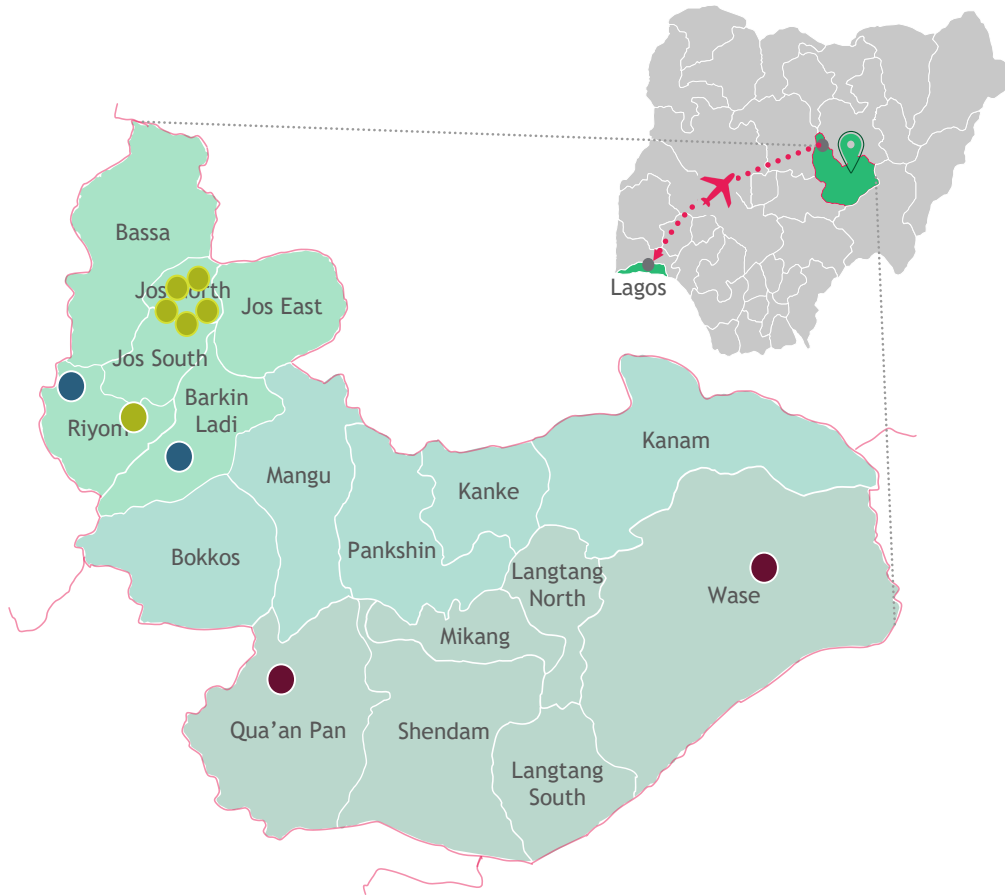 Lagos
Bassa
Jos North
Jos East
Jos South
Barkin
Ladi
Riyom
Mangu
Kanam
Kanke
Bokkos
Pankshin
Langtang
North
Wase
Mikang
Qua’an Pan
Shendam
Langtang
South